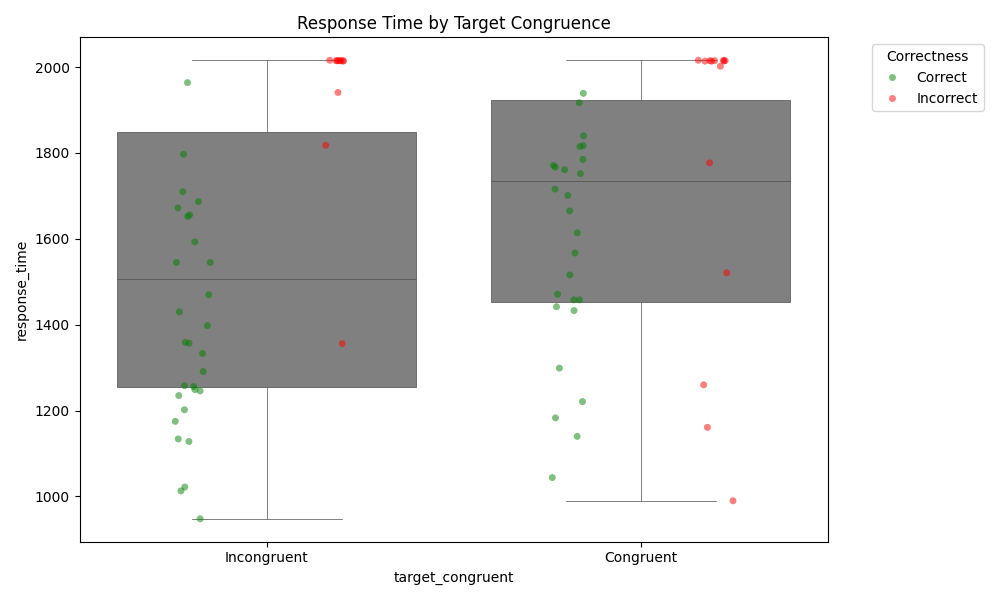 Response Time by Target Congruence
Correctness
Correct
Incorrect
response_time
2000
1800
1600
1400
1200
1000
Incongruent
Congruent
target_congruent